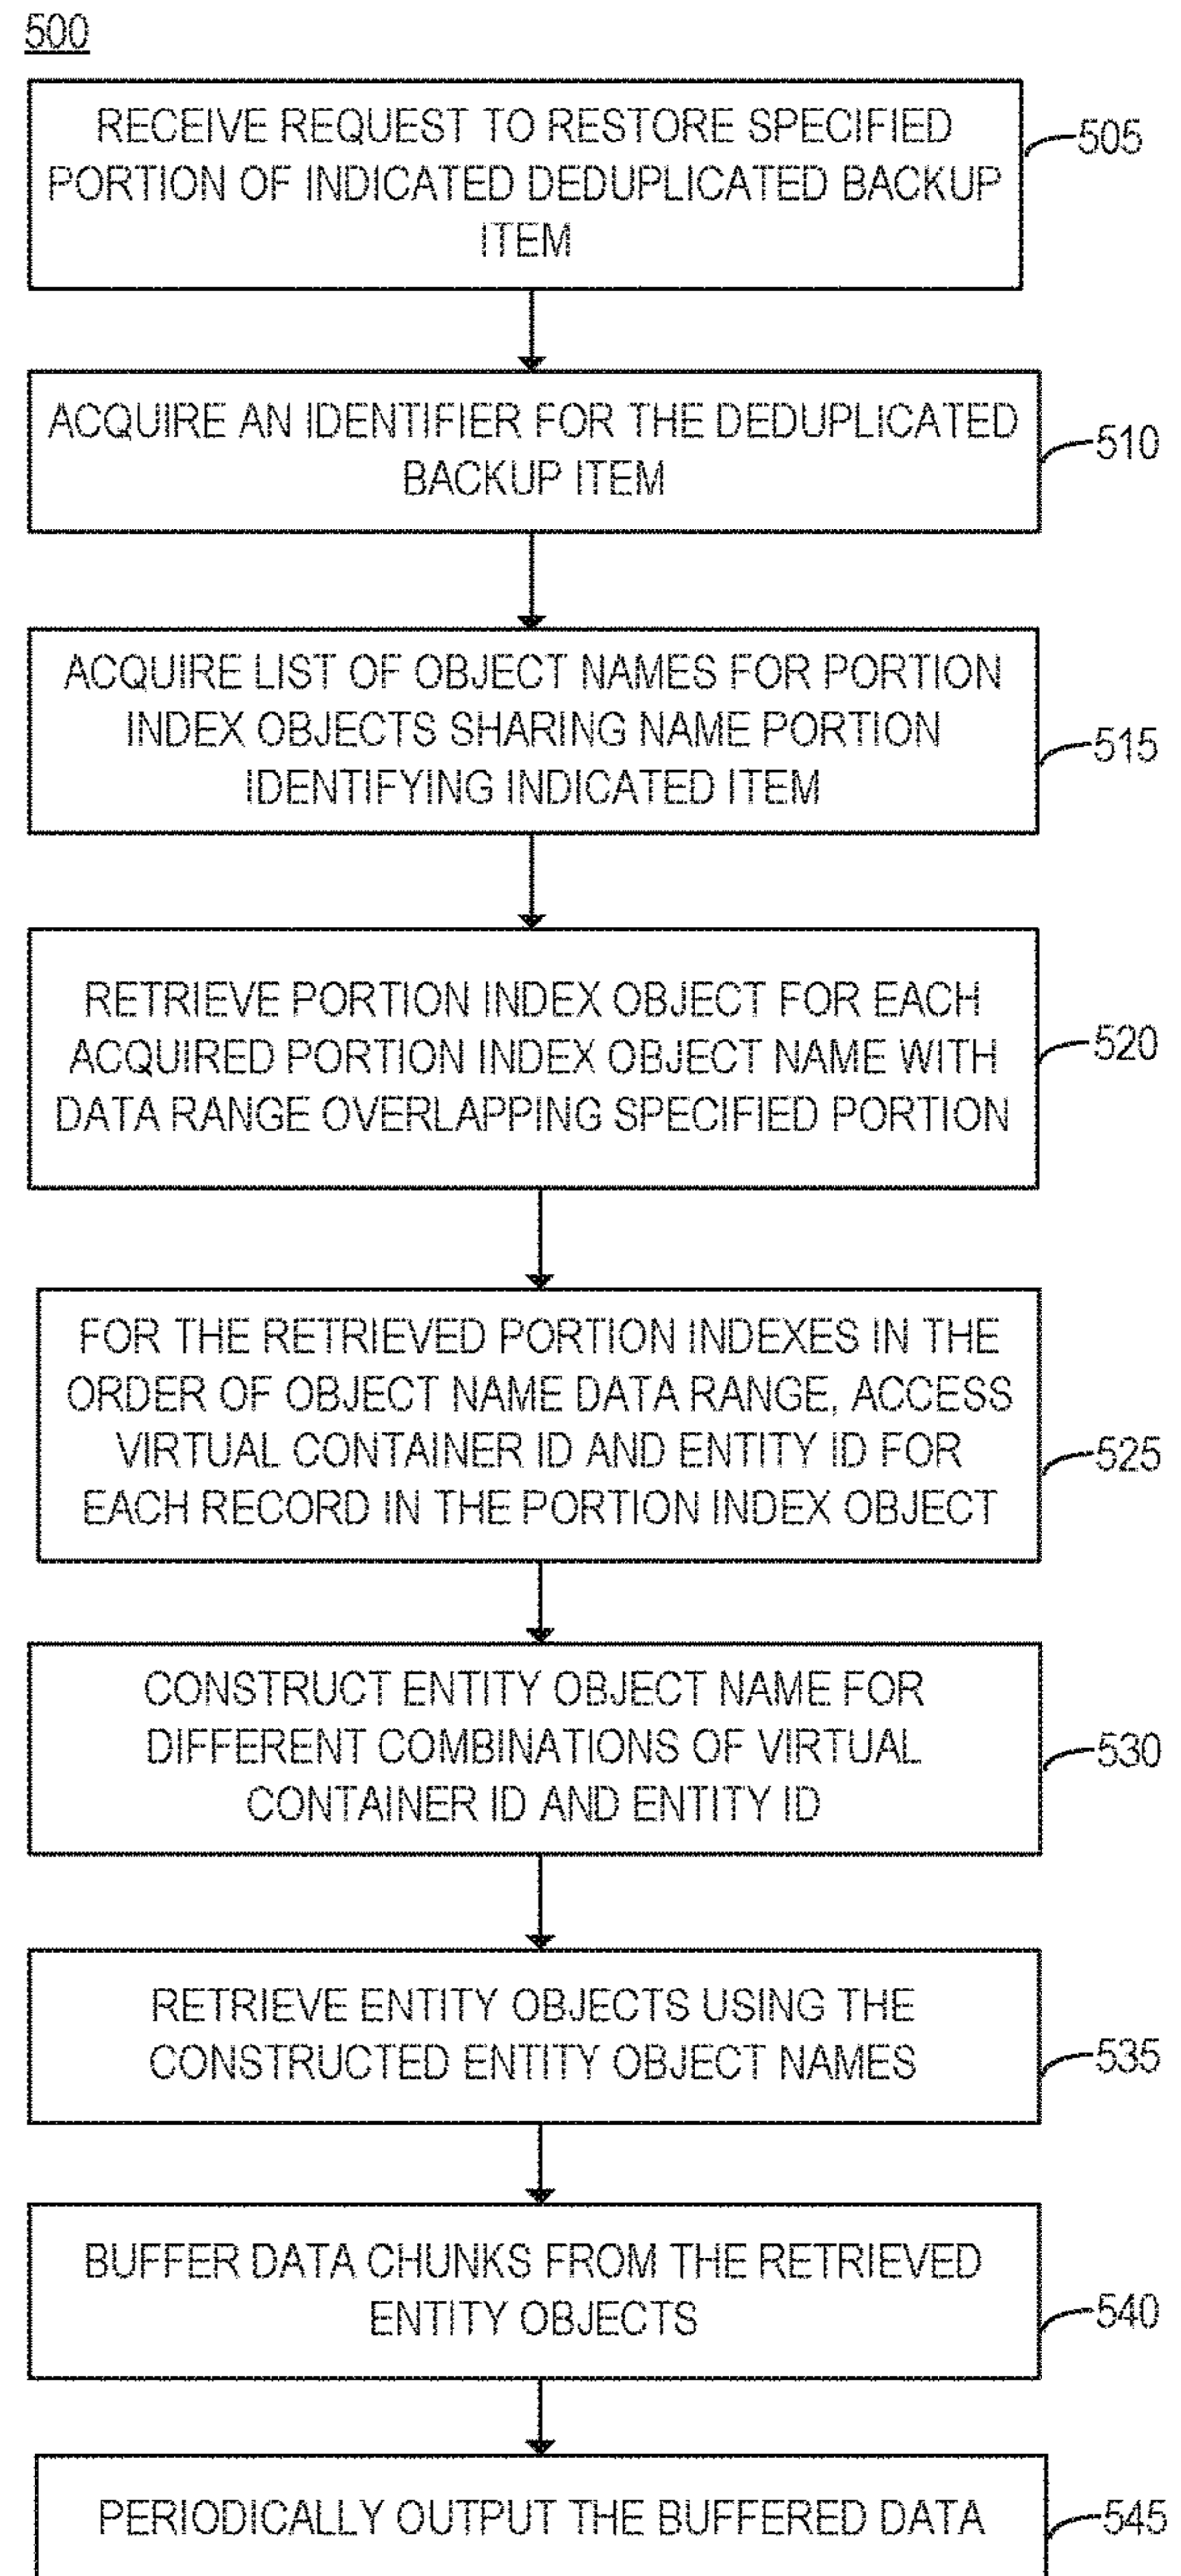 500
RECEIVE REQUEST TO RESTORE SPECIFIED
PORTION OF INDICATED DEDUPLICATED BACKUP
ITEM
505
ACQUIRE AN IDENTIFIER FOR THE DEDUPLICATED
BACKUP ITEM
510
ACQUIRE LIST OF OBJECT NAMES FOR PORTION
INDEX OBJECTS SHARING NAME PORTION
IDENTIFYING INDICATED ITEM
515
RETRIEVE PORTION INDEX OBJECT FOR EACH
ACQUIRED PORTION INDEX OBJECT NAME WITH
DATA RANGE OVERLAPPING SPECIFIED PORTION
520
FOR THE RETRIEVED PORTION INDEXES IN THE
ORDER OF OBJECT NAME DATA RANGE, ACCESS
VIRTUAL CONTAINER ID AND ENTITY ID FOR
EACH RECORD IN THE PORTION INDEX OBJECT
525
CONSTRUCT ENTITY OBJECT NAME FOR
DIFFERENT COMBINATIONS OF VIRTUAL
CONTAINER ID AND ENTITY ID
530
RETRIEVE ENTITY OBJECTS USING THE
CONSTRUCTED ENTITY OBJECT NAMES
535
BUFFER DATA CHUNKS FROM THE RETRIEVED
ENTITY OBJECTS
540
PERIODICALLY OUTPUT THE BUFFERED DATA
545